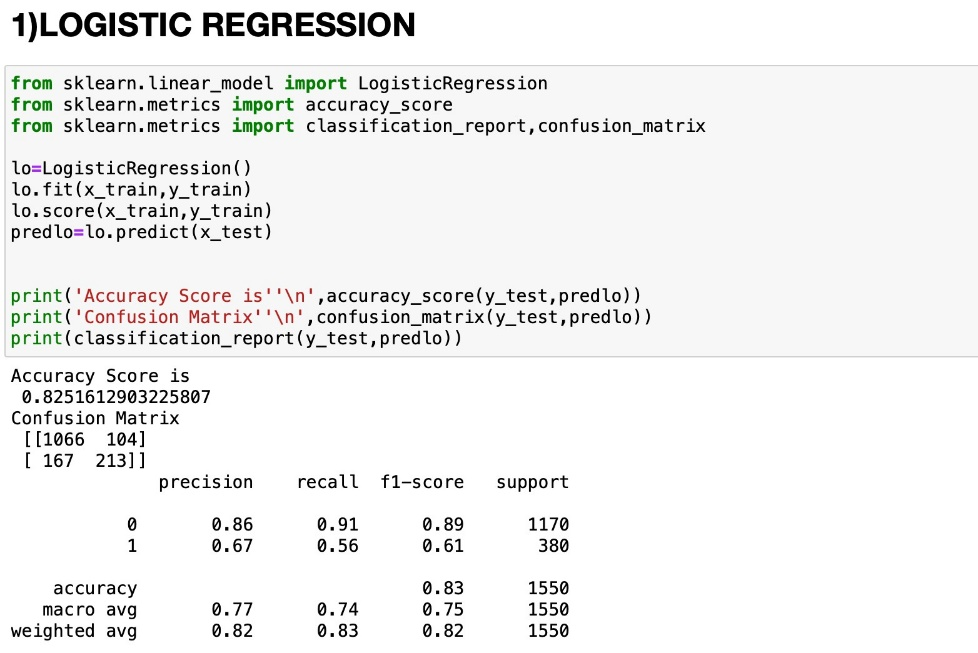 1)LOGISTIC REGRESSION
from sklearn.linear_model import LogisticRegression
from sklearn.metrics import accuracy_score
from sklearn.metrics import classification_report,confusion_matrix
lo=LogisticRegression()
lo.fit(x_train,y_train)
lo.score(x_train,y_train)
predlo=lo.predict(x_test)
print('Accuracy Score is''\n',accuracy_score(y_test,predlo))
print('Confusion Matrix''\n',confusion_matrix(y_test,predlo))
print(classification_report(y_test,predlo))
Accuracy Score is
 0.8251612903225807
Confusion Matrix
 [[1066  104]
 [ 167  213]]
              precision    recall  f1-score   support
           0       0.86      0.91      0.89      1170
           1       0.67      0.56      0.61       380
    accuracy                           0.83      1550
   macro avg       0.77      0.74      0.75      1550
weighted avg       0.82      0.83      0.82      1550